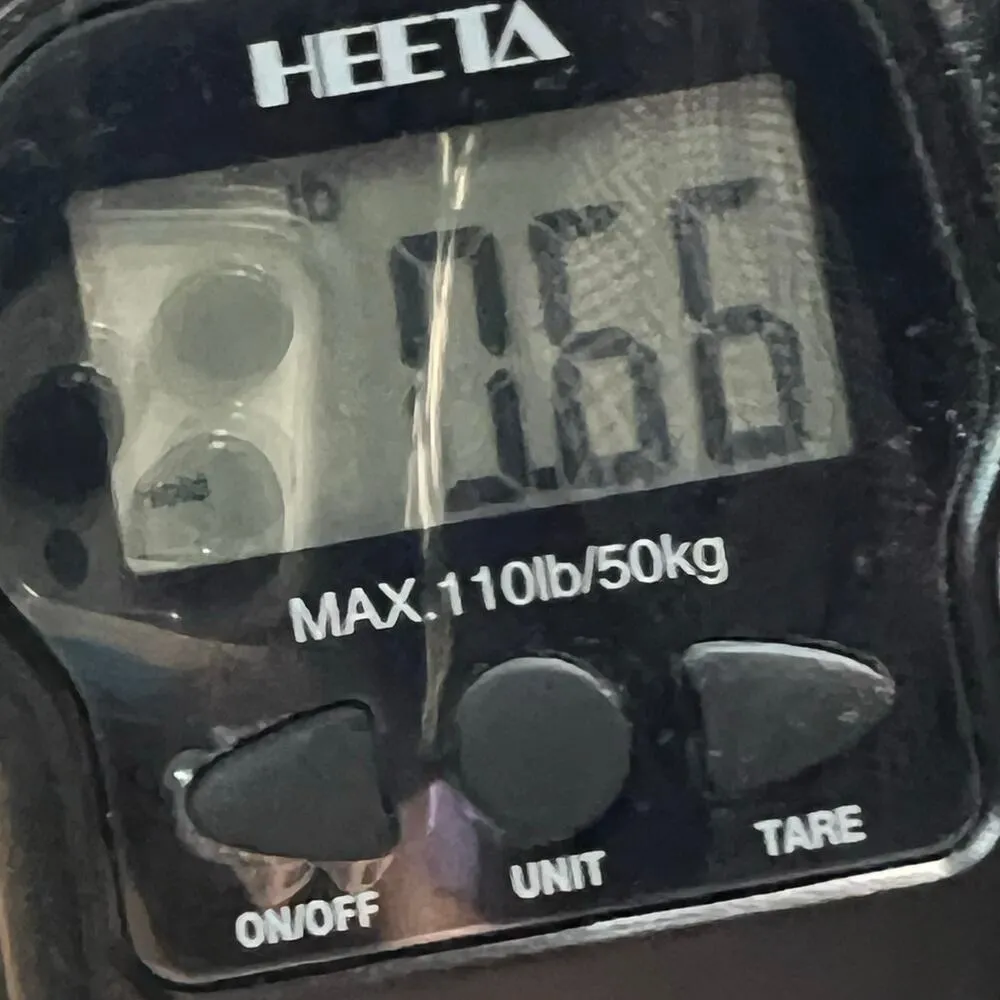 HEETA
MAX.110lb/50kg
ON/OFF
UNIT
TARE